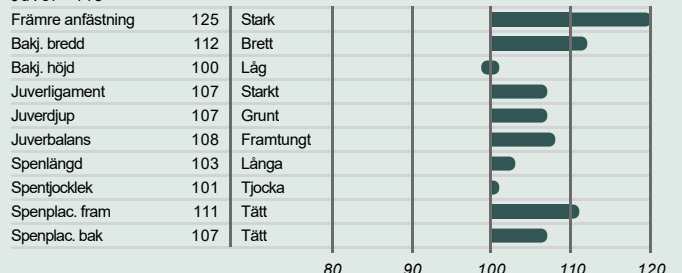 Främre anfästning 125 Stark
Bakj. bredd 112 Brett
Bakj. höjd 100 Låg
Juverligament 107 Starkt
Juverdjup 107 Grunt
Juverbalans 108 Framtungt
Spenlängd 103 Långa
Spentjocklek 101 Tjocka
Spenplac. fram 111 Tätt
Spenplac. bak 107 Tätt
80 90 100 110 120